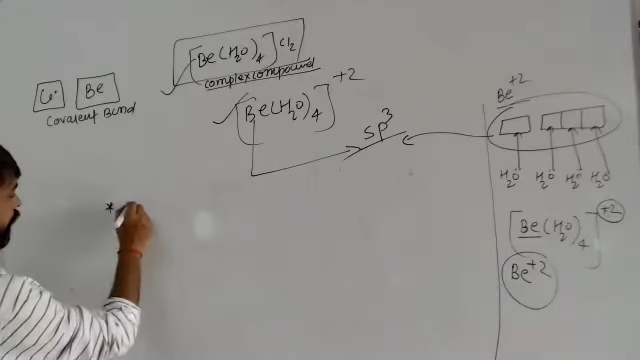 [Be(H₂O)₄]Cl₂
complex compound
Li Be
Covalent Bond
[Be(H₂O)₄]⁺²
SP³
Be⁺²
H₂O H₂O H₂O H₂O
[Be(H₂O)₄]⁺²
Be⁺²
*